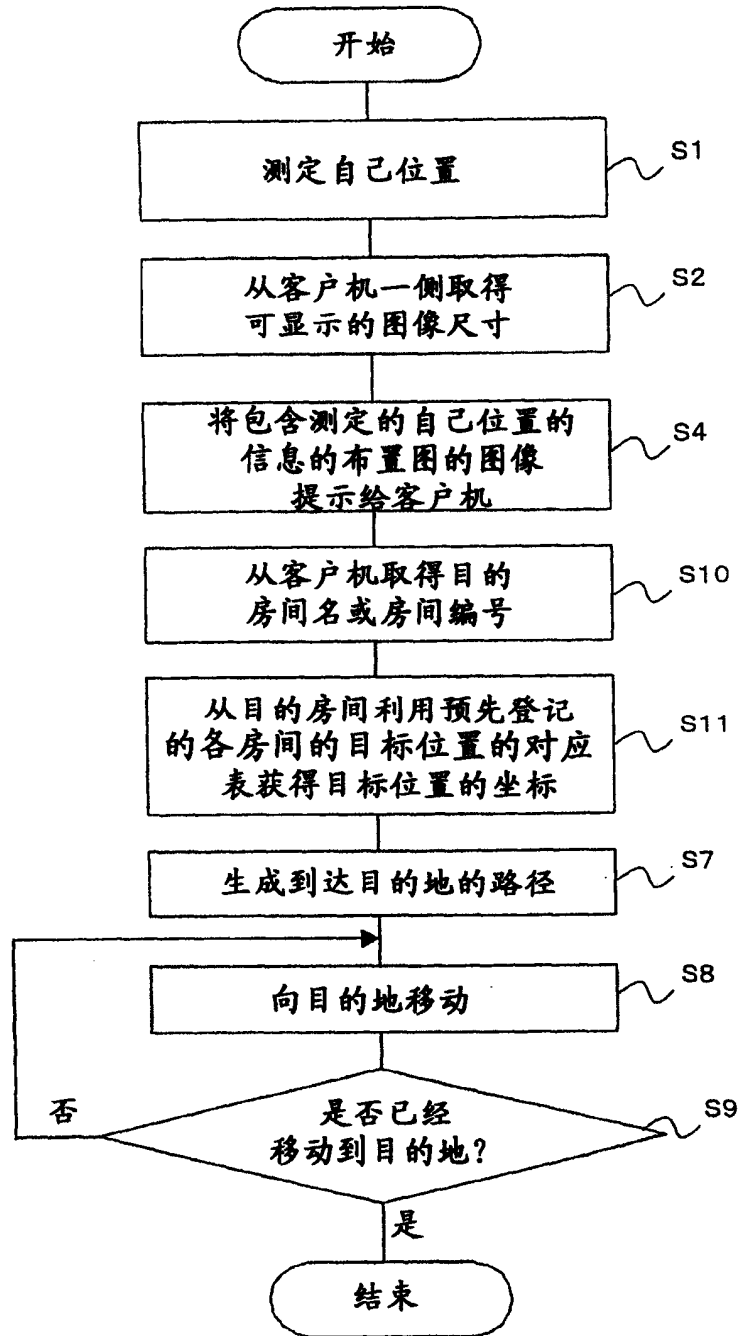 开始
测定自己位置
S1
从客户机一侧取得
可显示的图像尺寸
S2
将包含测定的自己位置的
信息的布置图的图像
提示给客户机
S4
从客户机取得目的
房间名或房间编号
S10
从目的房间利用预先登记
的各房间的目标位置的对应
表获得目标位置的坐标
S11
生成到达目的地的路径
S7
向目的地移动
S8
是否已经
移动到目的地?
S9
否
是
结束